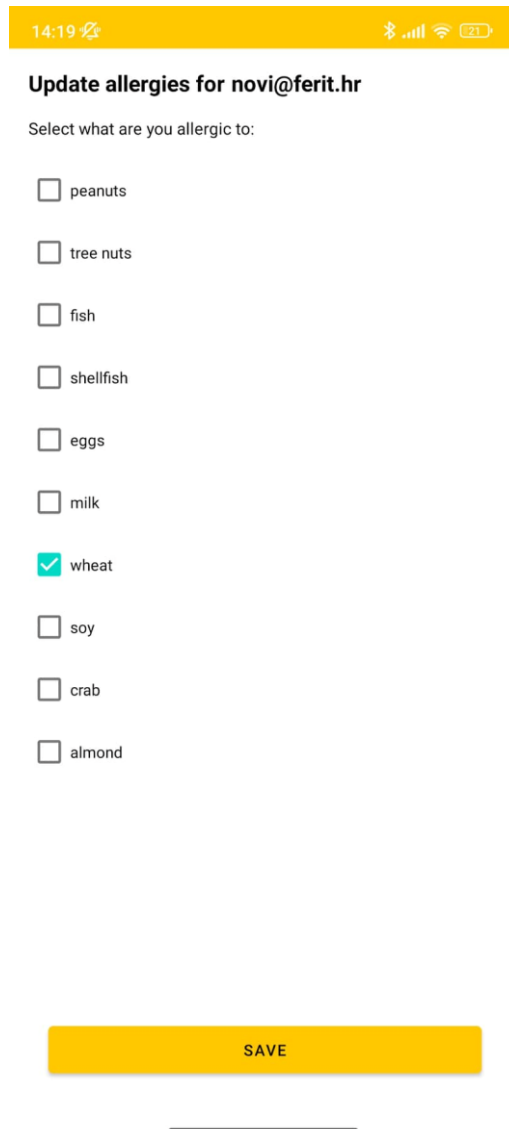 14:19 21
Update allergies for novi@ferit.hr
Select what are you allergic to:
peanuts
tree nuts
fish
shellfish
eggs
milk
wheat
soy
crab
almond
SAVE